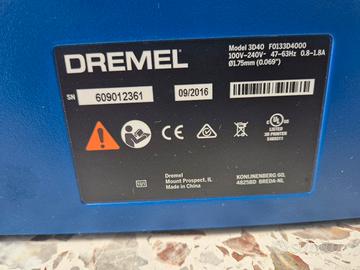 DREMEL
Model 3D40 F0133D4000
100V-240V~ 47-63Hz 0.8-1.8A
Ø1.75mm (0.069")
SN 609012361 09/2016
UL
LISTED
3D PRINTER
Dremel
Mount Prospect, IL
Made in China
KONIJNENBERG 60,
4825BD BREDA-NL